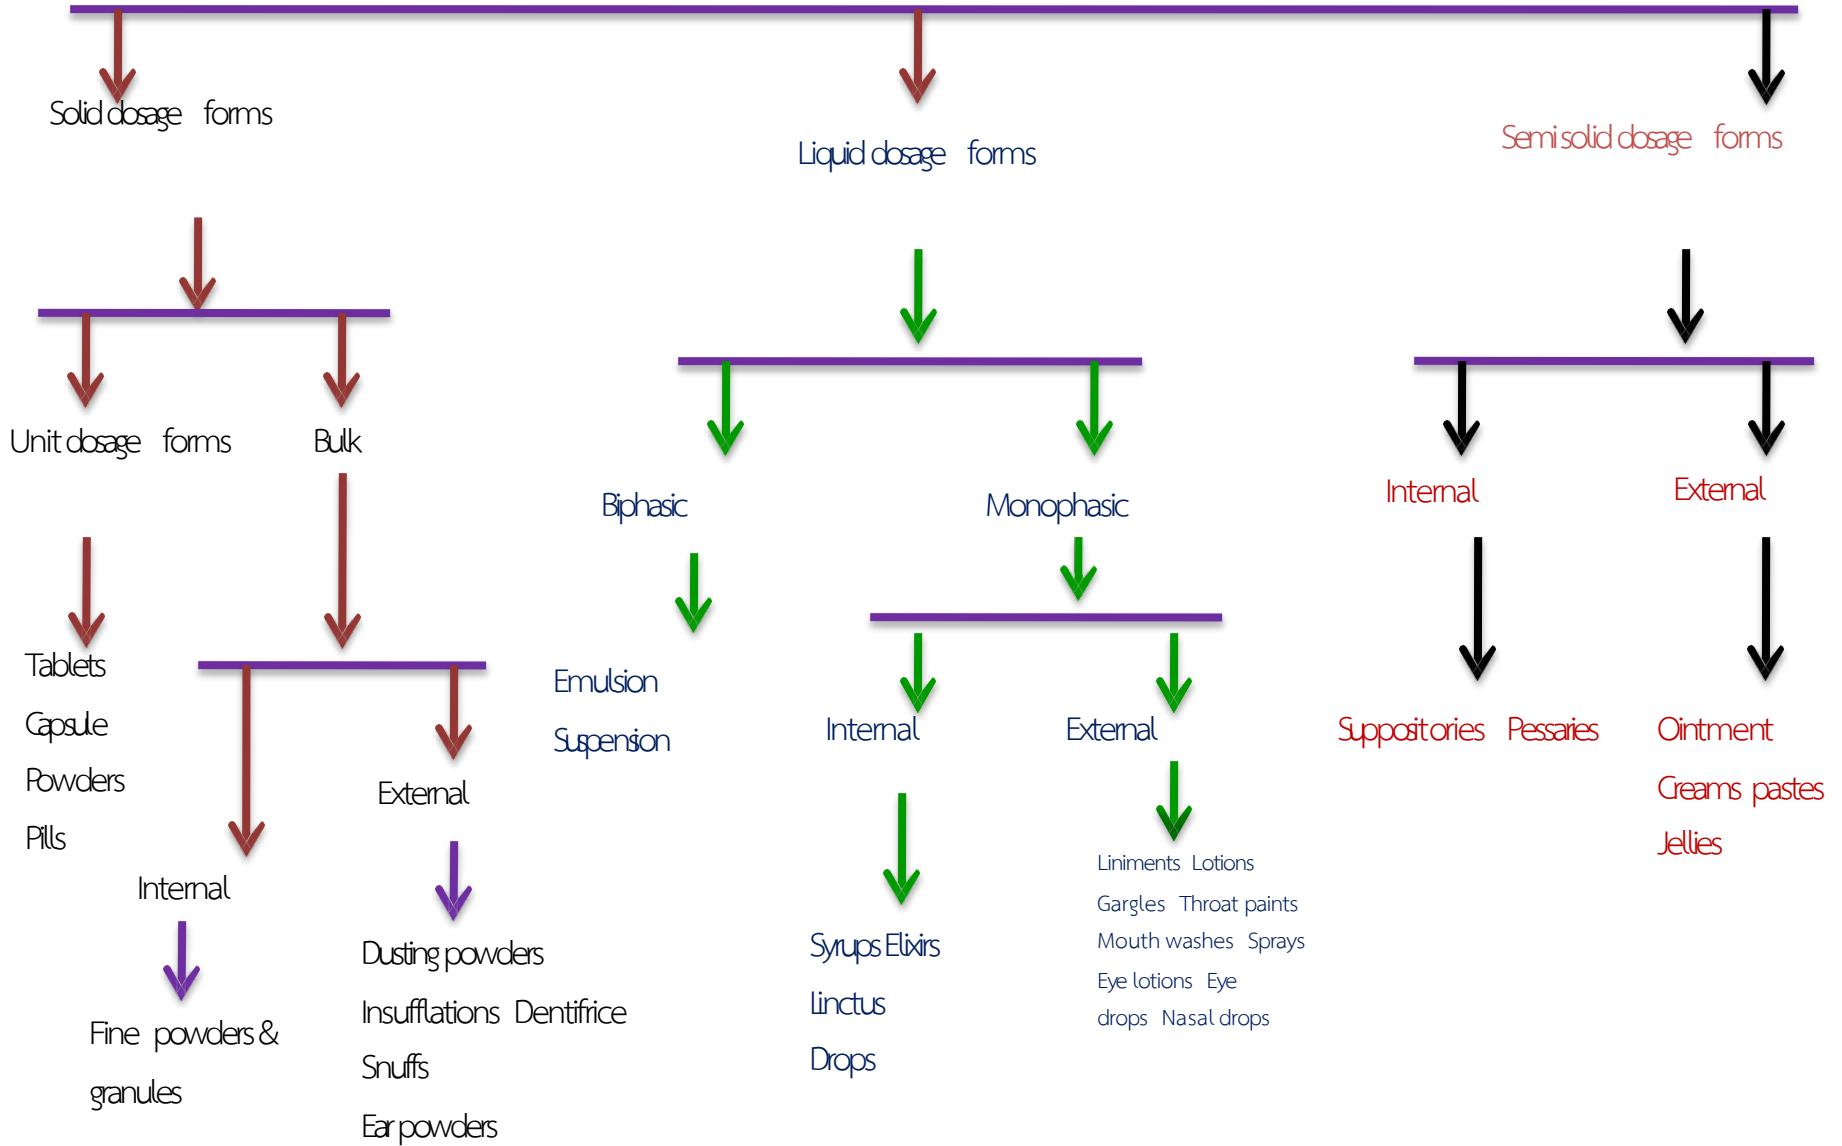 Solid dosage forms
Liquid dosage forms
Semi solid dosage forms
Unit dosage forms
Bulk
Tablets
Capsule
Powders
Pills
Internal
Fine powders &
granules
External
Dusting powders
Insufflations Dentifrice
Snuffs
Ear powders
Biphasic
Emulsion
Suspension
Monophasic
Internal
Syrups Elixirs
Linctus
Drops
External
Liniments Lotions
Gargles Throat paints
Mouth washes Sprays
Eye lotions Eye
drops Nasal drops
Internal
Suppositories Pessaries
External
Ointment
Creams pastes
Jellies